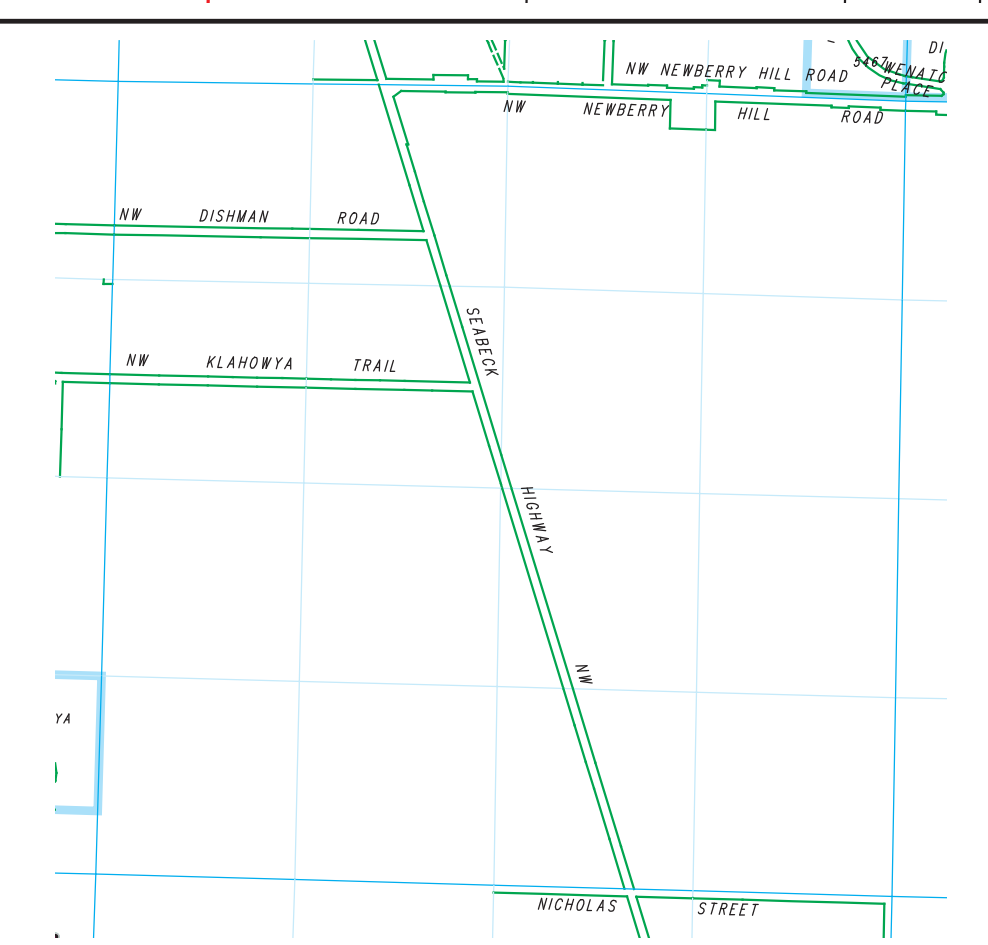 DI
NW NEWBERRY HILL ROAD
5467
WENATC
PLACE
NW NEWBERRY HILL ROAD
NW DISHMAN ROAD
SEABECK
NW KLAHOWYA TRAIL
HIGHWAY
NW
YA
NICHOLAS STREET